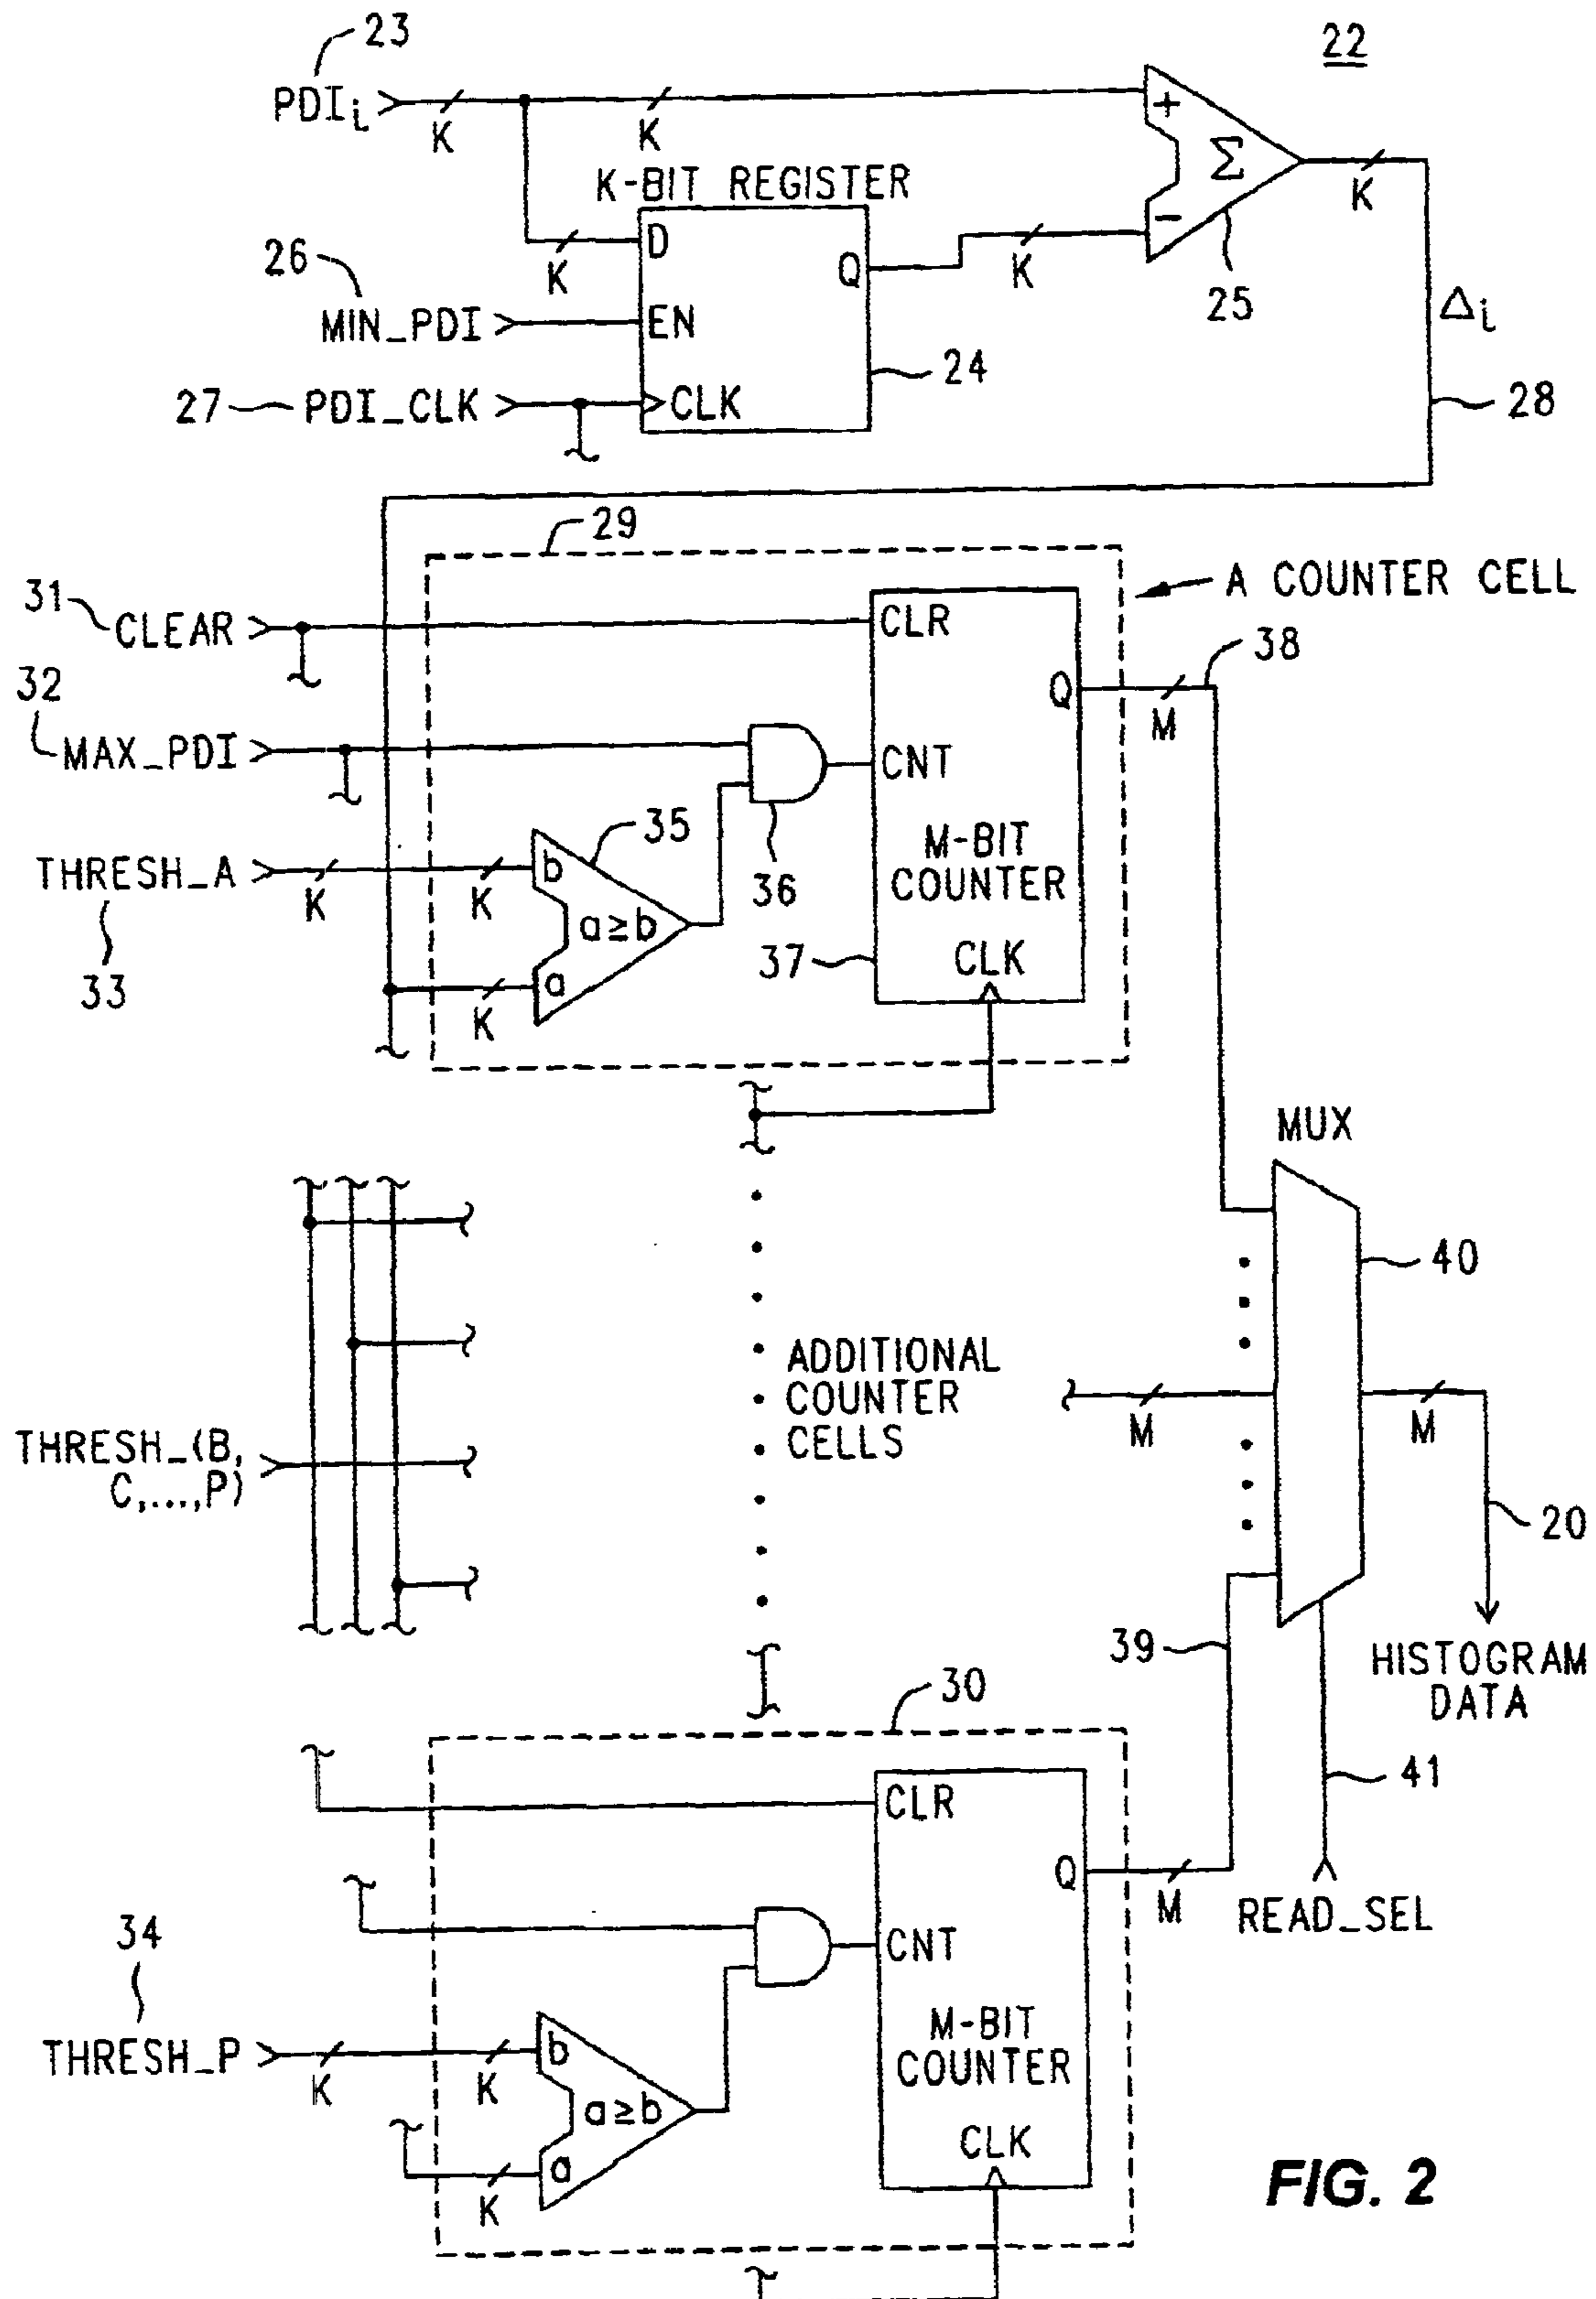 23
22
PDIi
K
K
+
Σ
K
K-BIT REGISTER
D
K
26
Q
K
−
25
Δi
MIN_PDI
EN
24
27
PDI_CLK
CLK
28
29
A COUNTER CELL
31
CLEAR
CLR
38
32
Q
M
MAX_PDI
CNT
35
36
M-BIT
COUNTER
THRESH_A
K
K
b
a≥b
33
37
CLK
a
K
MUX
40
ADDITIONAL
COUNTER
CELLS
M
M
THRESH_(B,
C,...,P)
20
39
HISTOGRAM
DATA
30
41
CLR
Q
M
READ_SEL
34
CNT
M-BIT
COUNTER
THRESH_P
K
K
b
a≥b
CLK
a
K
FIG. 2